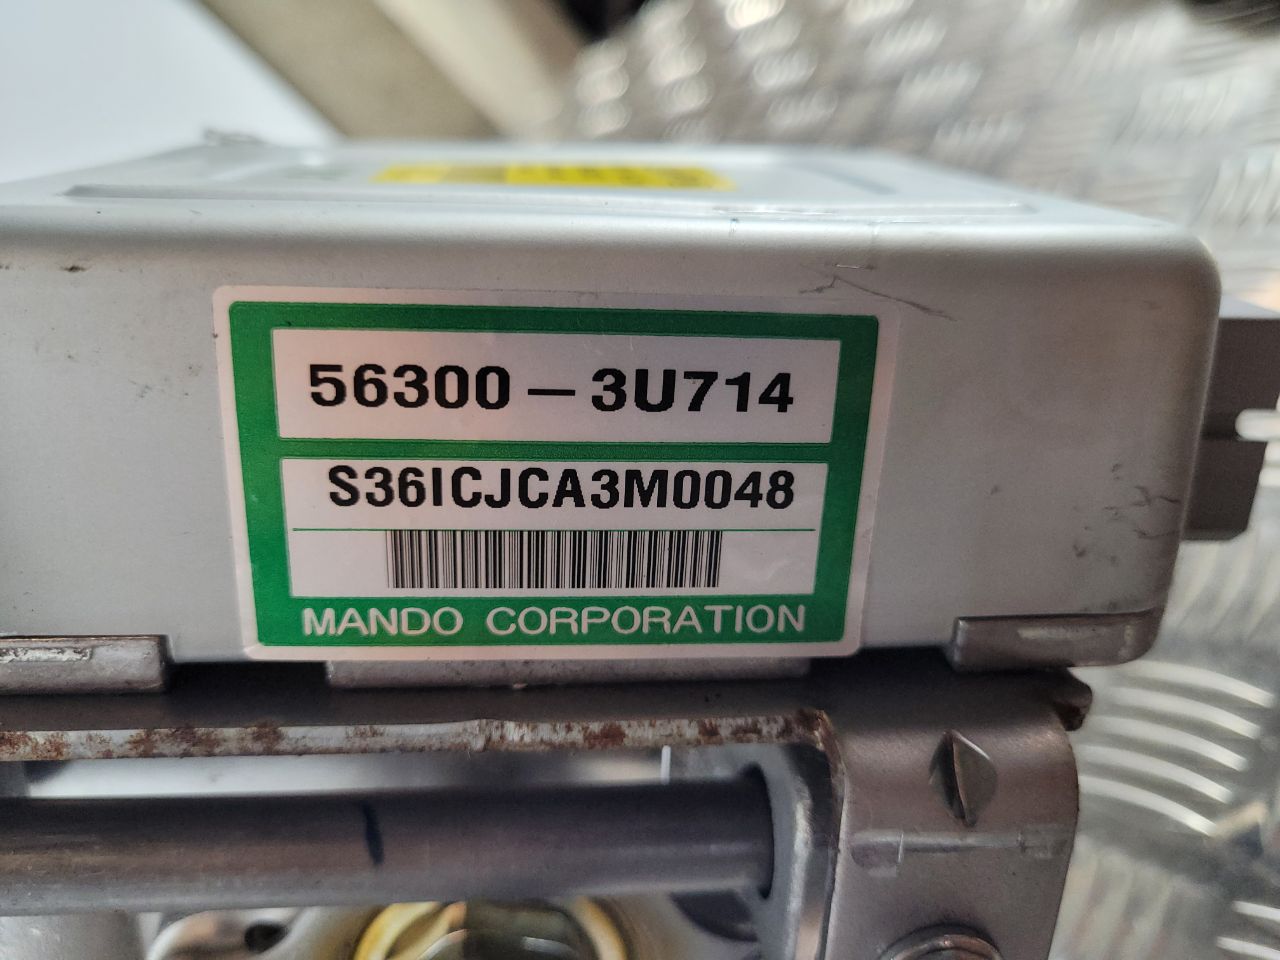 56300-3U714
S36ICJCA3M0048
MANDO CORPORATION